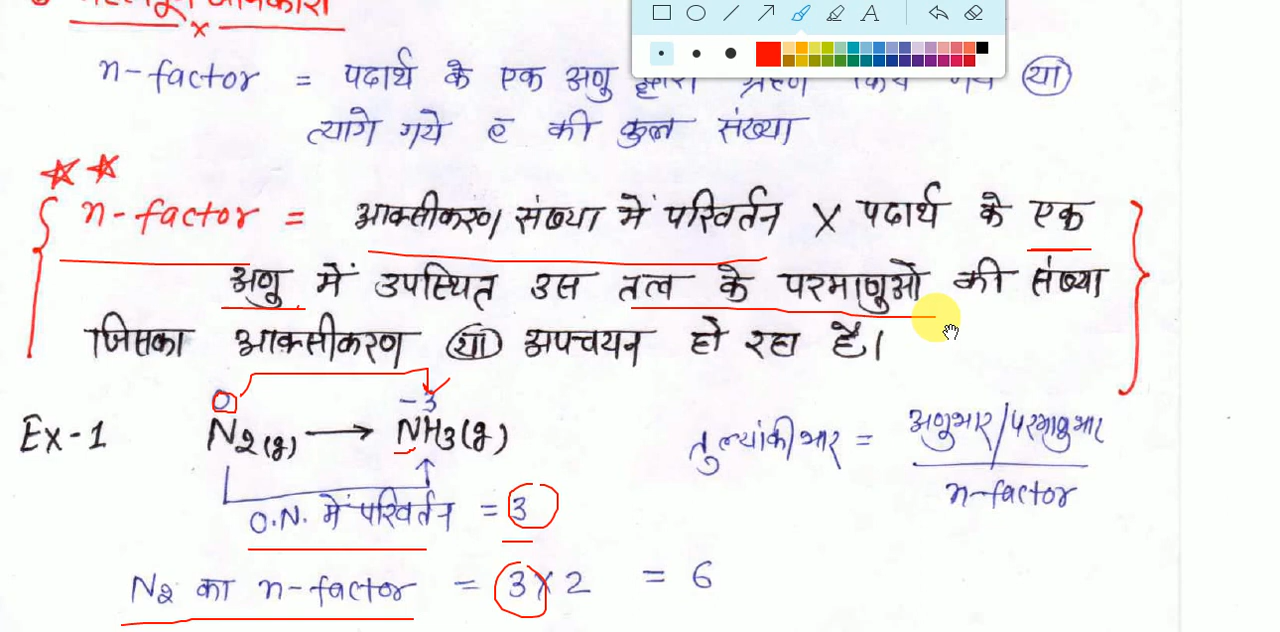 n-factor = पदार्थ के एक अणु द्वारा ग्रहण किये गये (या)
त्यागे गये ē की कुल संख्या
n-factor = आक्सीकरण संख्या में परिवर्तन X पदार्थ के एक
अणु में उपस्थित उस तत्व के परमाणुओ की संख्या
जिसका आक्सीकरण (या) अपचयन हो रहा है।
0 -3
Ex-1 N2(g) → NH3(g)
तुल्यांकी भार = अणुभार/परमाणुभार
n-factor
O.N. में परिवर्तन = 3
N2 का n-factor = 3X2 = 6